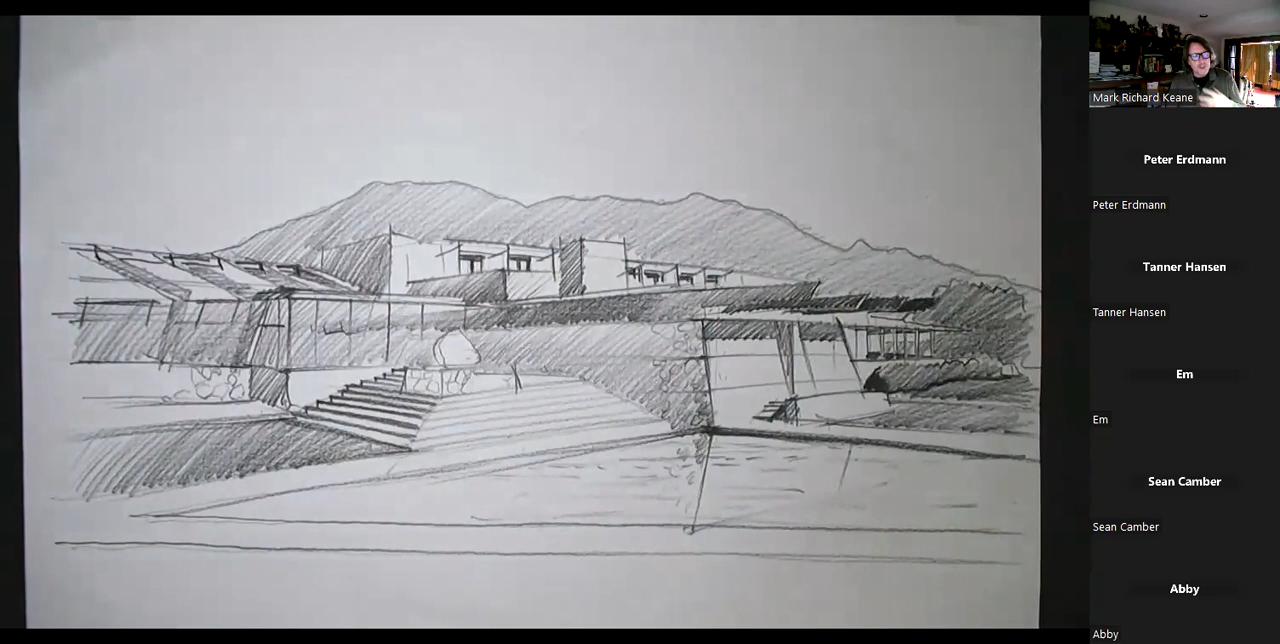 Mark Richard Keane
Peter Erdmann
Peter Erdmann
Tanner Hansen
Tanner Hansen
Em
Em
Sean Camber
Sean Camber
Abby
Abby